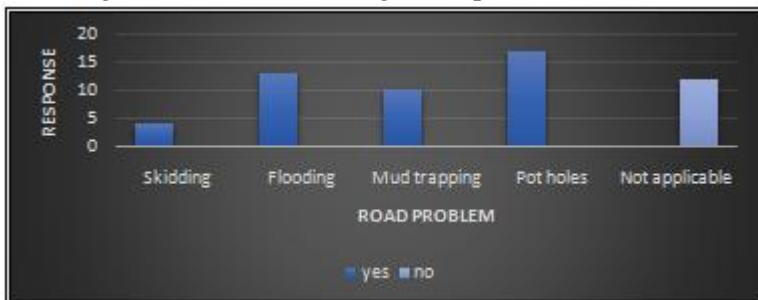 20
15
10
5
0
RESPONSE
Skidding Flooding Mud trapping Pot holes Not applicable
ROAD PROBLEM
yes no